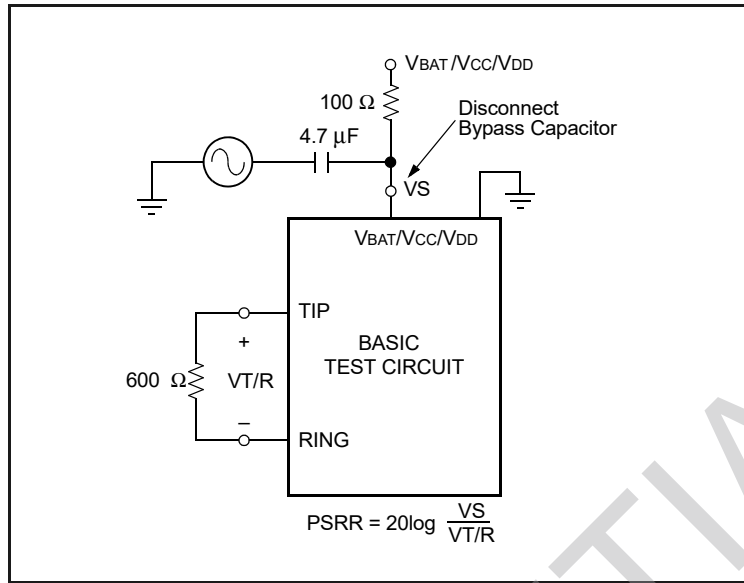 VBAT/VCC/VDD
100 Ω
Disconnect
Bypass Capacitor
4.7 μF
VS
VBAT/VCC/VDD
TIP
+
BASIC
TEST CIRCUIT
600 Ω
VT/R
–
RING
PSRR = 20log VS
VT/R
TIA